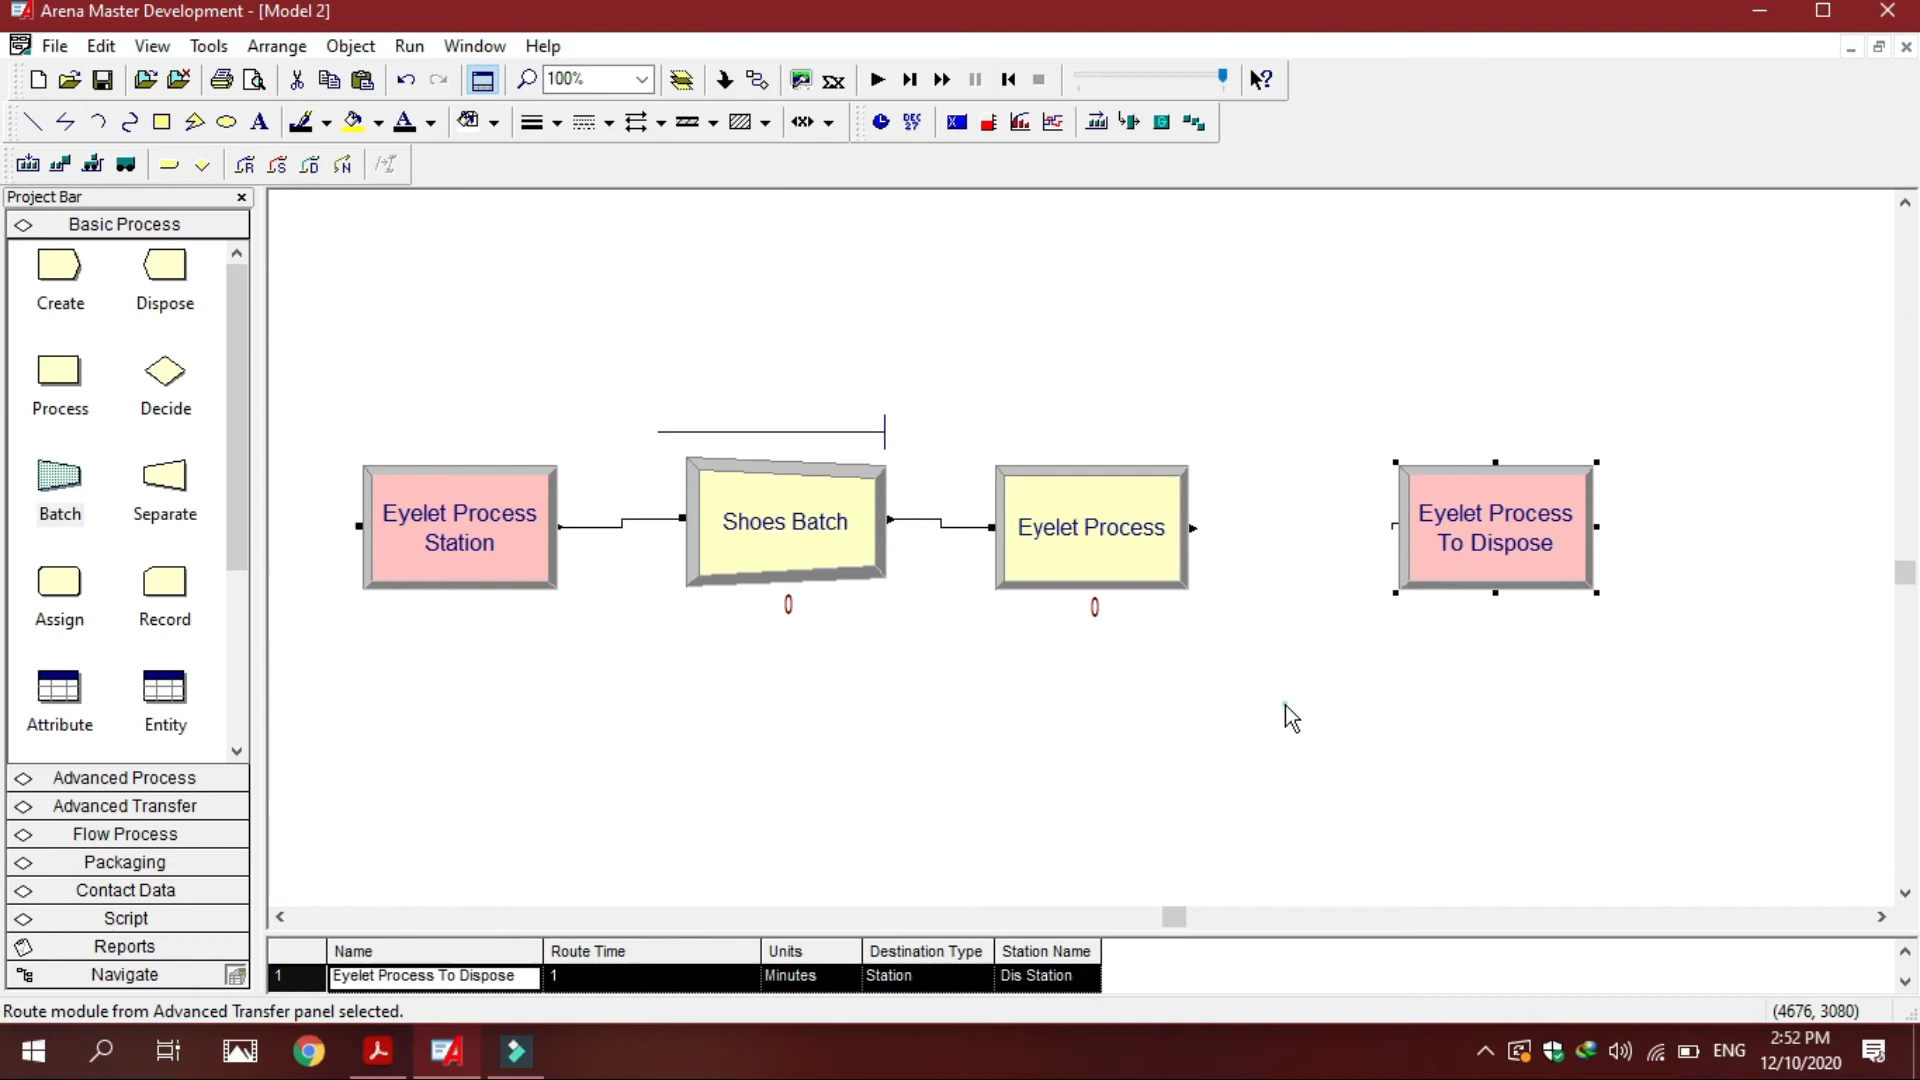 Arena Master Development - [Model 2]
File Edit View Tools Arrange Object Run Window Help
100%
Project Bar
Basic Process
Create Dispose
Process Decide
Batch Separate
Assign Record
Attribute Entity
Advanced Process
Advanced Transfer
Flow Process
Packaging
Contact Data
Script
Reports
Navigate
Eyelet Process
Station
Shoes Batch
0
Eyelet Process
0
Eyelet Process
To Dispose
Name Route Time Units Destination Type Station Name
1 Eyelet Process To Dispose 1 Minutes Station Dis Station
Route module from Advanced Transfer panel selected.
(4676, 3080)
ENG
2:52 PM
12/10/2020